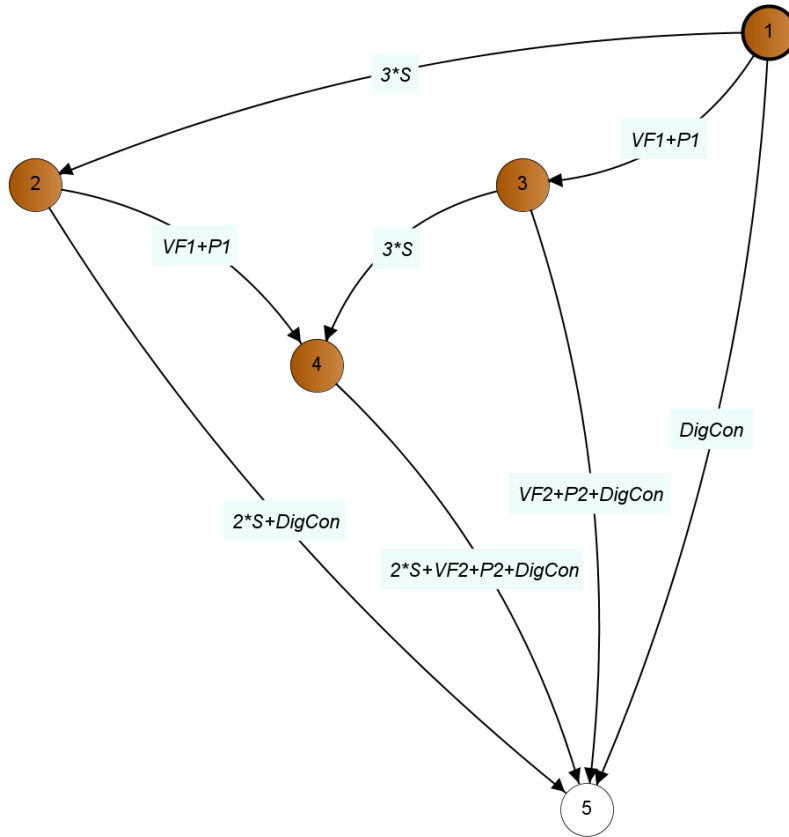 1
3*S
VF1+P1
2
3
VF1+P1
3*S
4
DigCon
VF2+P2+DigCon
2*S+DigCon
2*S+VF2+P2+DigCon
5